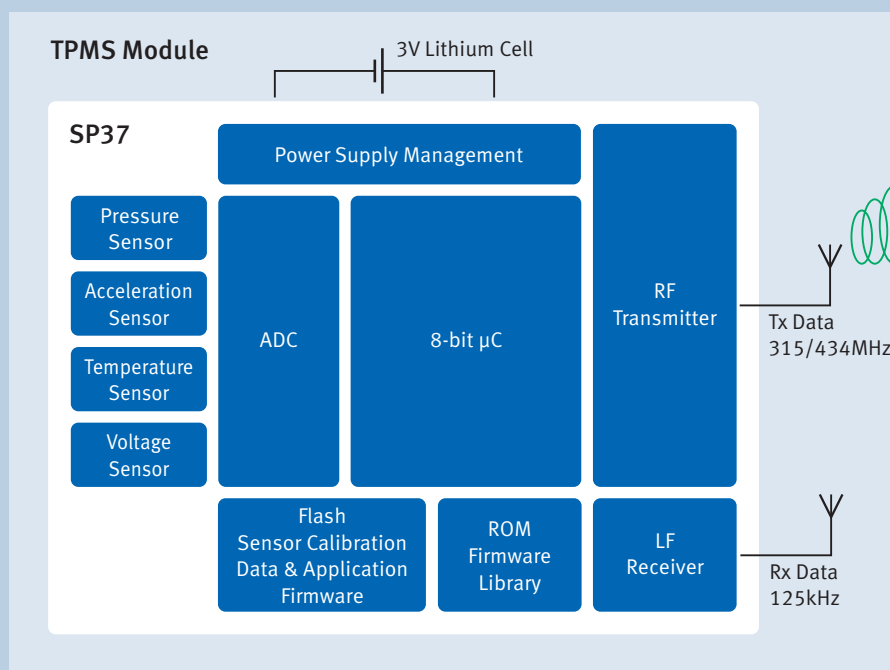 TPMS Module
3V Lithium Cell
SP37
Power Supply Management
Pressure
Sensor
Acceleration
Sensor
Temperature
Sensor
Voltage
Sensor
ADC
8-bit µC
RF
Transmitter
Tx Data
315/434MHz
Flash
Sensor Calibration
Data & Application
Firmware
ROM
Firmware
Library
LF
Receiver
Rx Data
125kHz